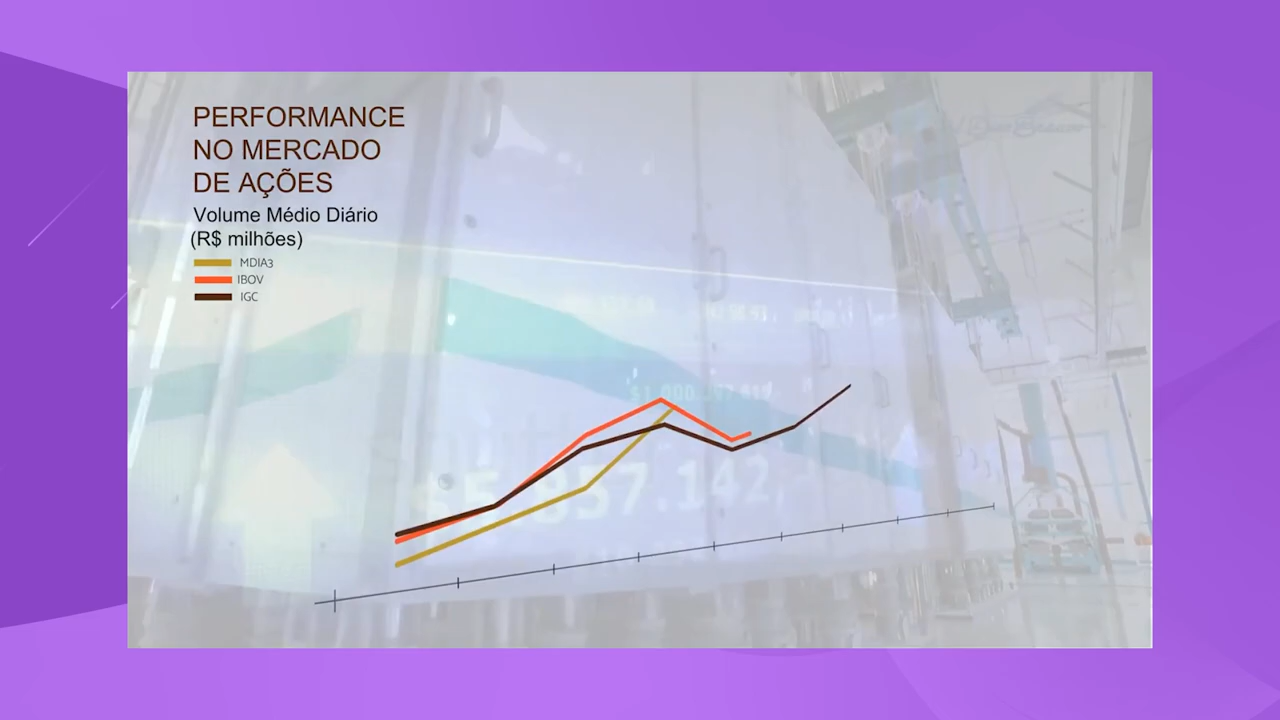 PERFORMANCE
NO MERCADO
DE AÇÕES
Volume Médio Diário
(R$ milhões)
MDIA3
IBOV
IGC